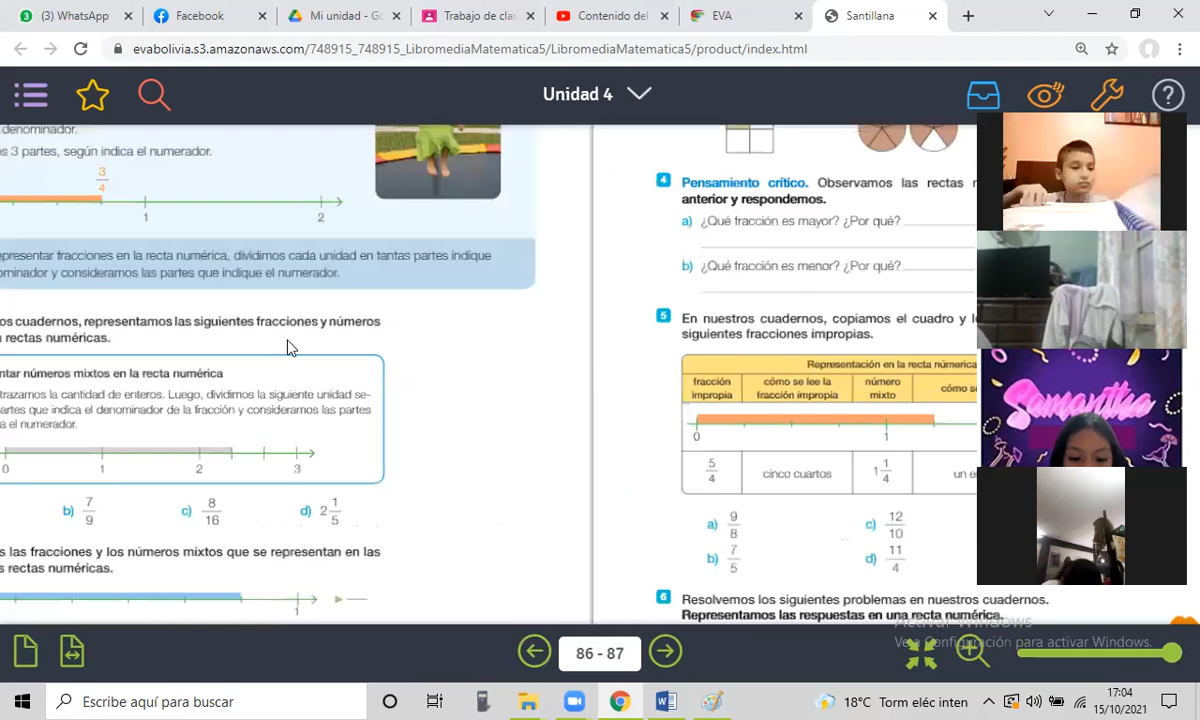 (3) WhatsApp
Facebook
Mi unidad - Go
Trabajo de clas
Contenido del
EVA
Santillana
evabolivia.s3.amazonaws.com/748915_748915_LibromediaMatematica5/LibromediaMatematica5/product/index.html
Unidad 4
denominador.
s 3 partes, según indica el numerador.
3
4
1
2
epresentar fracciones en la recta numérica, dividimos cada unidad en tantas partes indique
ominador y consideramos las partes que indique el numerador.
os cuadernos, representamos las siguientes fracciones y números
rectas numéricas.
ntar números mixtos en la recta numérica
trazamos la cantidad de enteros. Luego, dividimos la siguiente unidad se-
artes que indica el denominador de la fracción y consideramos las partes
a el numerador.
0 1 2 3
b) 7/9 c) 8/16 d) 2 1/5
s las fracciones y los números mixtos que se representan en las
s rectas numéricas.
1
4 Pensamiento crítico. Observamos las rectas
anterior y respondemos.
a) ¿Qué fracción es mayor? ¿Por qué?
b) ¿Qué fracción es menor? ¿Por qué?
5 En nuestros cuadernos, copiamos el cuadro y
siguientes fracciones impropias.
Representación en la recta númerica
fracción impropia
cómo se lee la fracción impropia
número mixto
cómo s
0 1
5/4 cinco cuartos 1 1/4 un e
a) 9/8 c) 12/10
b) 7/5 d) 11/4
6 Resolvemos los siguientes problemas en nuestros cuadernos.
Representamos las respuestas en una recta numérica.
Samantha
Activar Windows
Ve a Configuración para activar Windows.
86 - 87
Escribe aquí para buscar
18°C Torm eléc inten
17:04
15/10/2021